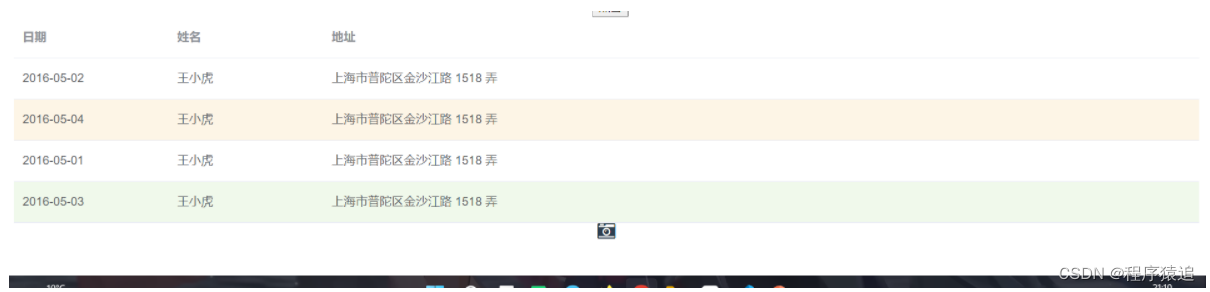 日期 姓名 地址
2016-05-02 王小虎 上海市普陀区金沙江路 1518 弄
2016-05-04 王小虎 上海市普陀区金沙江路 1518 弄
2016-05-01 王小虎 上海市普陀区金沙江路 1518 弄
2016-05-03 王小虎 上海市普陀区金沙江路 1518 弄
CSDN @程序猿追
21:10